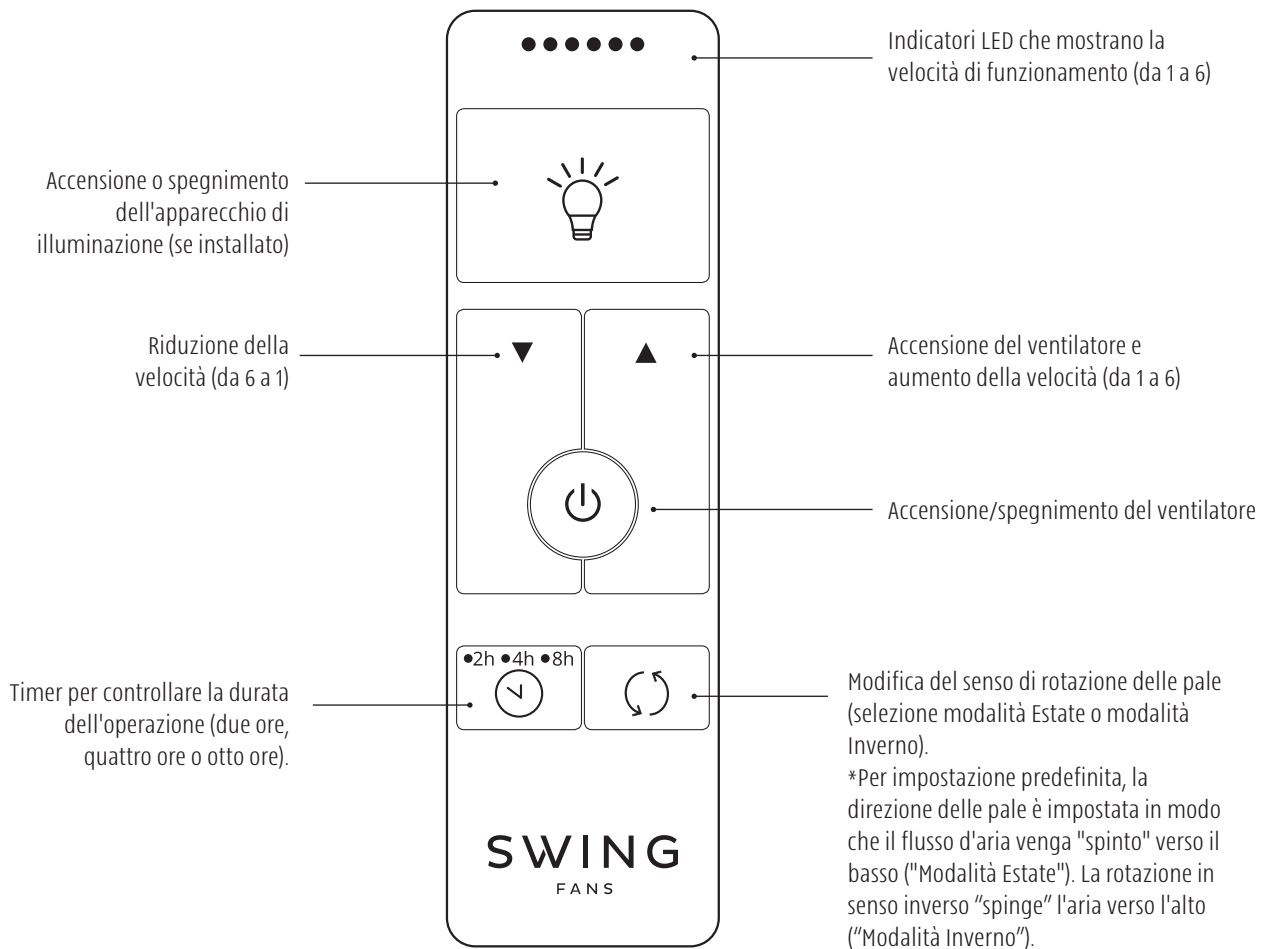 Indicatori LED che mostrano la
velocità di funzionamento (da 1 a 6)
Accensione o spegnimento
dell'apparecchio di
illuminazione (se installato)
Riduzione della
velocità (da 6 a 1)
Accensione del ventilatore e
aumento della velocità (da 1 a 6)
Accensione/spegnimento del ventilatore
•2h •4h •8h
Timer per controllare la durata
dell'operazione (due ore,
quattro ore o otto ore).
Modifica del senso di rotazione delle pale
(selezione modalità Estate o modalità
Inverno).
*Per impostazione predefinita, la
direzione delle pale è impostata in modo
che il flusso d'aria venga "spinto" verso il
basso ("Modalità Estate"). La rotazione in
senso inverso “spinge” l'aria verso l'alto
(“Modalità Inverno”).
SWING
FANS